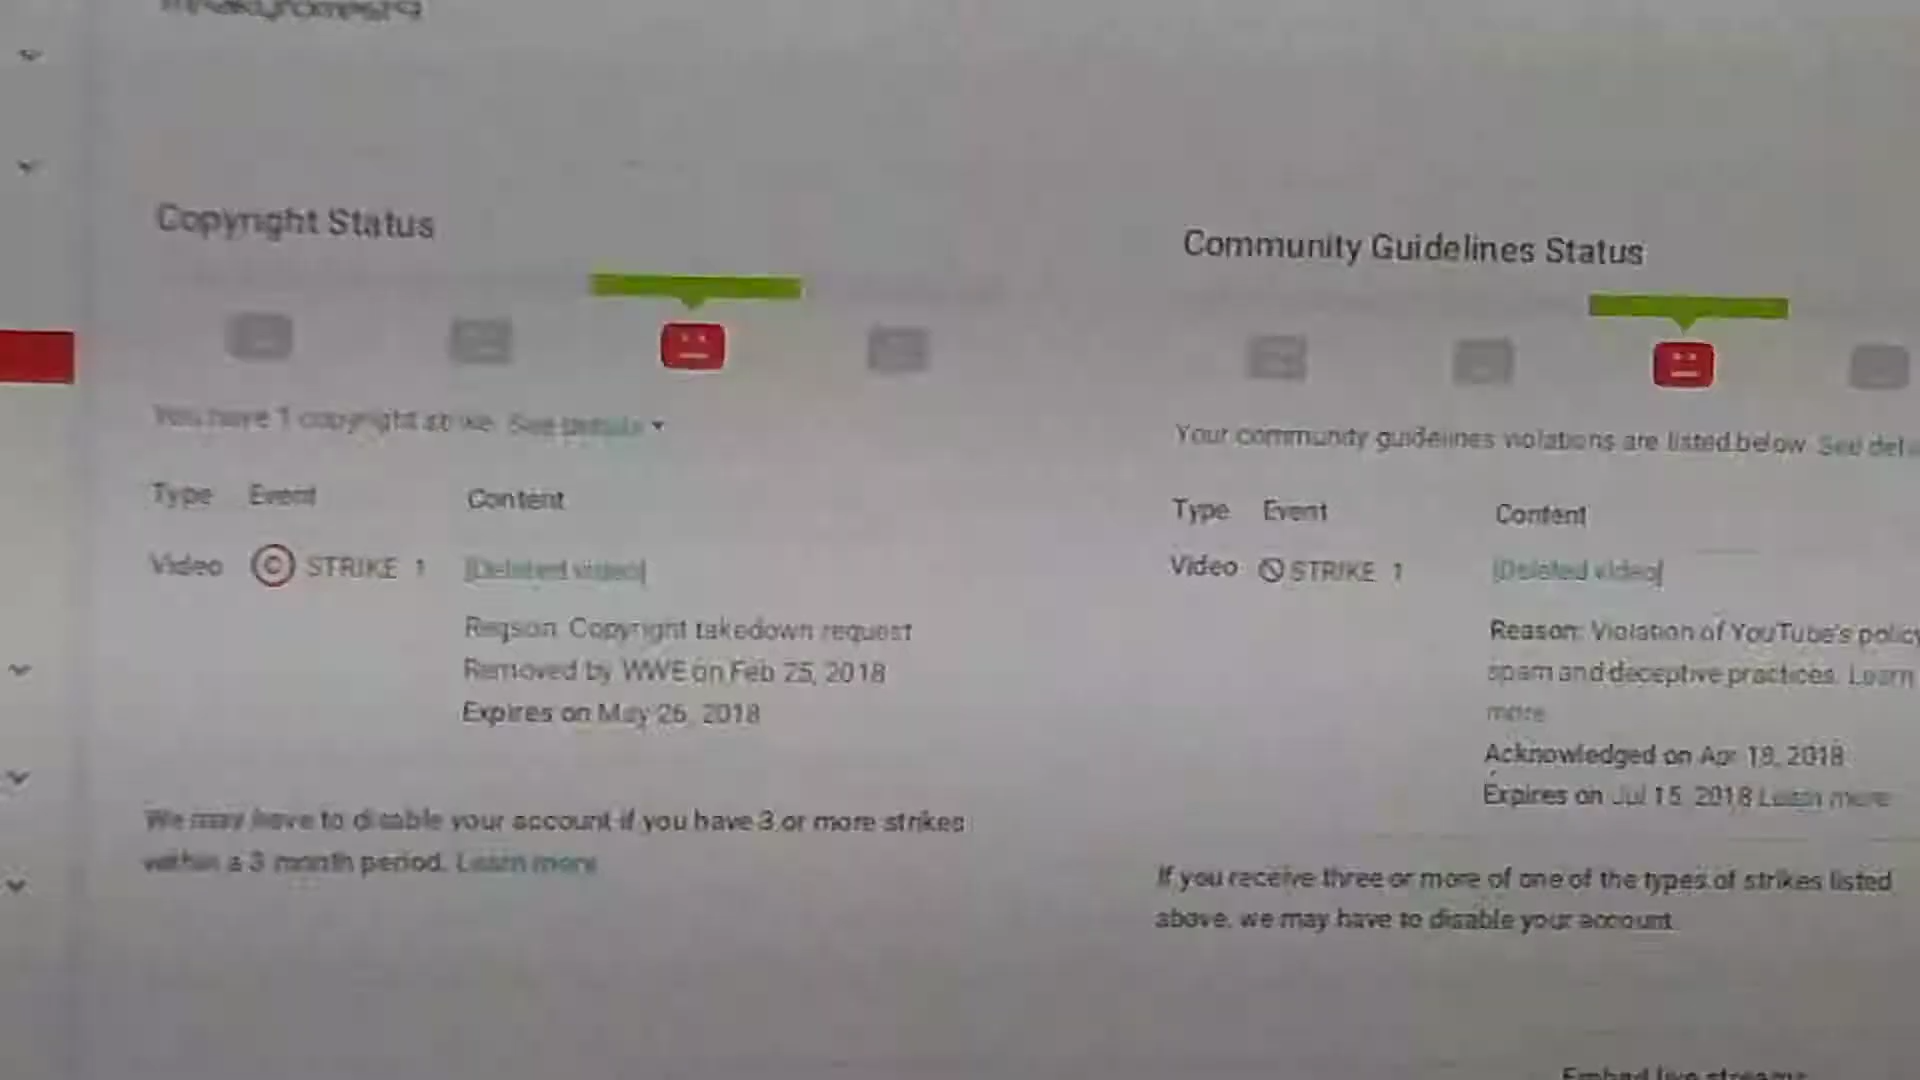 Copyright Status
You have 1 copyright strike. See Details
Type Event Content
Video © STRIKE 1 [Deleted video]
Reason: Copyright takedown request
Removed by WWE on Feb 25, 2018
Expires on May 26, 2018
We may have to disable your account if you have 3 or more strikes
within a 3 month period. Learn more
Community Guidelines Status
Your community guidelines violations are listed below. See
Type Event Content
Video STRIKE 1 [Deleted video]
Reason: Violation of YouTube's policy
spam and deceptive practices. Learn
more
Acknowledged on Apr 18, 2018
Expires on Jul 15, 2018 Learn more
If you receive three or more of one of the types of strikes listed
above, we may have to disable your account.
Embed live streams